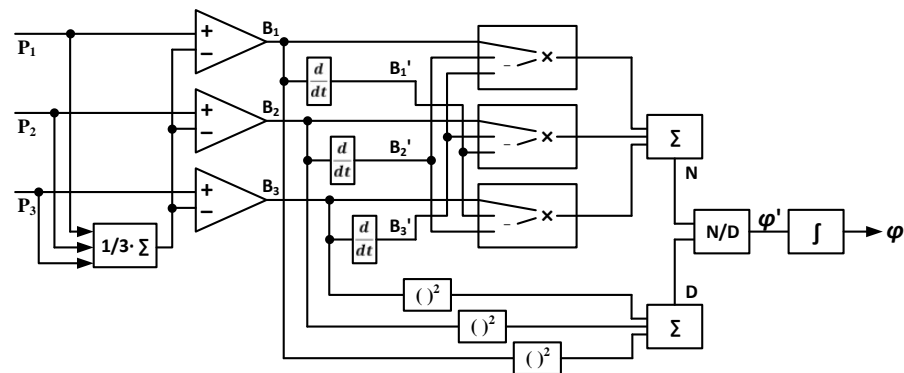 P1
+
−
B1
d/dt
B1'
−
×
P2
+
−
B2
d/dt
B2'
−
×
Σ
P3
+
−
B3
d/dt
B3'
−
×
N
1/3· Σ
N/D
φ'
∫
φ
( )²
D
( )²
Σ
( )²